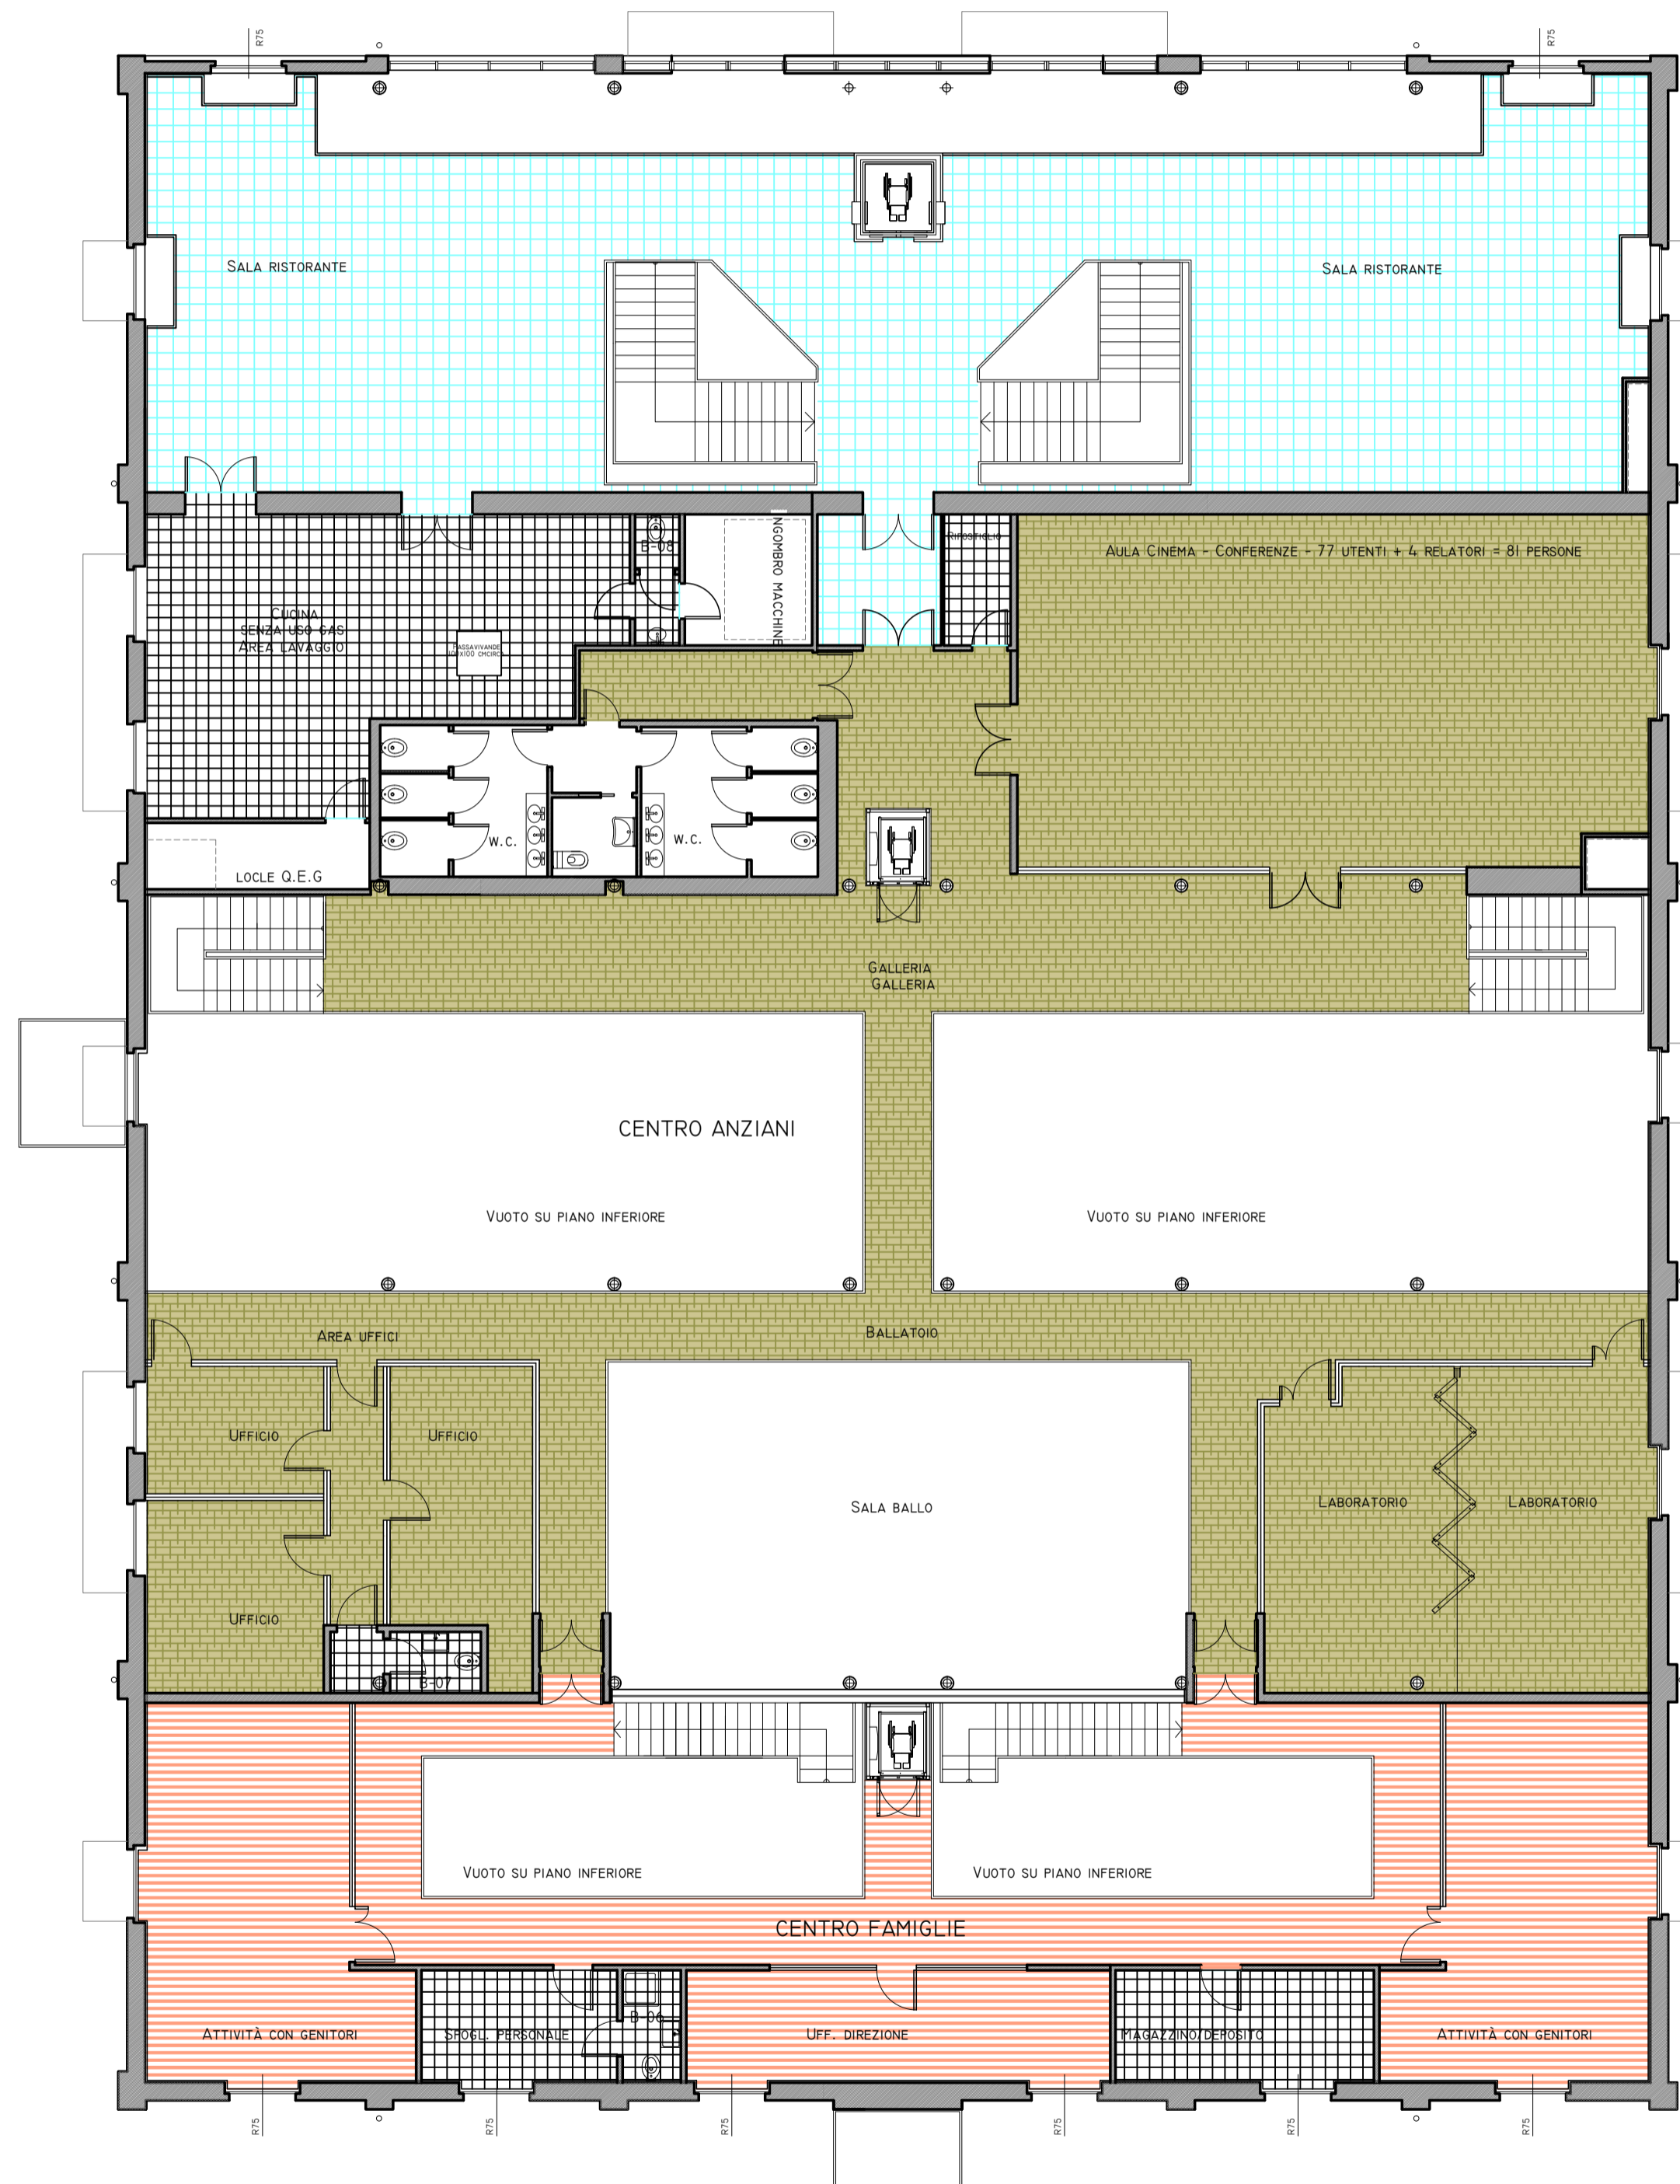 R75
R75
Sala ristorante
Sala ristorante
B-08
Ingombro macchine
Ripostiglio
Aula Cinema - Conferenze - 77 utenti + 4 relatori = 81 persone
Cucina
senza uso gas
Area lavaggio
Passavivande
100x100 cmcirca
w.c.
w.c.
locle Q.E.G
Galleria
Galleria
CENTRO ANZIANI
Vuoto su piano inferiore
Vuoto su piano inferiore
Area uffici
Ballatoio
Ufficio
Ufficio
Sala ballo
Laboratorio
Laboratorio
Ufficio
B-07
Vuoto su piano inferiore
Vuoto su piano inferiore
CENTRO FAMIGLIE
B-06
Attività con genitori
Spogl. personale
Uff. direzione
Magazzino/deposito
Attività con genitori
R75
R75
R75
R75
R75
R75